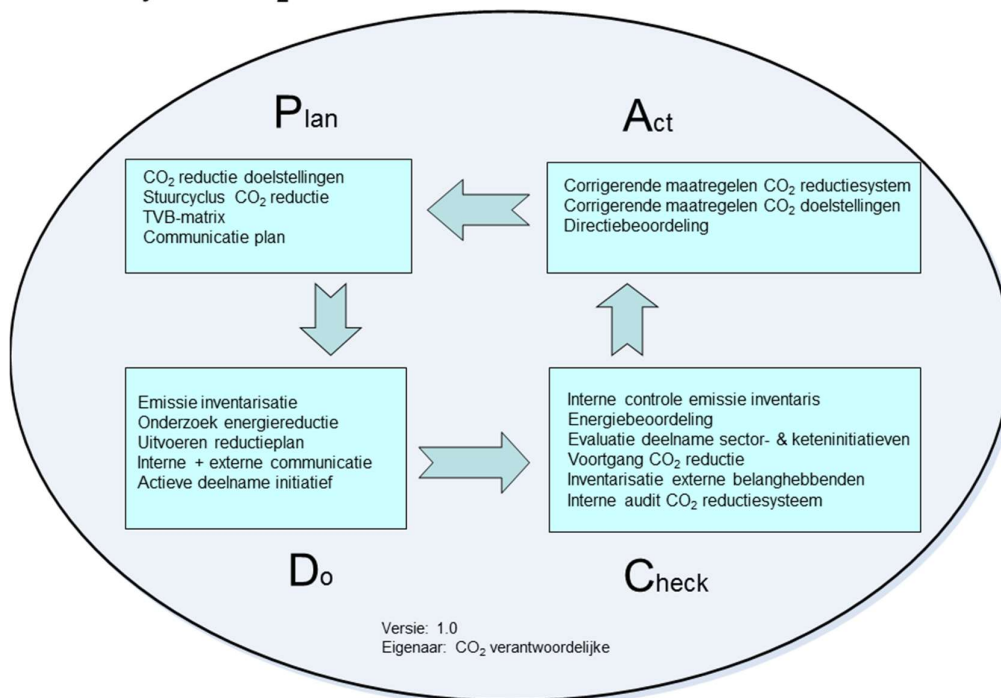 Plan
CO₂ reductie doelstellingen
Stuurcyclus CO₂ reductie
TVB-matrix
Communicatie plan
Act
Corrigerende maatregelen CO₂ reductiesystem
Corrigerende maatregelen CO₂ doelstellingen
Directiebeoordeling
Emissie inventarisatie
Onderzoek energiereductie
Uitvoeren reductieplan
Interne + externe communicatie
Actieve deelname initiatief
Do
Interne controle emissie inventaris
Energiebeoordeling
Evaluatie deelname sector- & keteninitiatieven
Voortgang CO₂ reductie
Inventarisatie externe belanghebbenden
Interne audit CO₂ reductiesysteem
Check
Versie: 1.0
Eigenaar: CO₂ verantwoordelijke